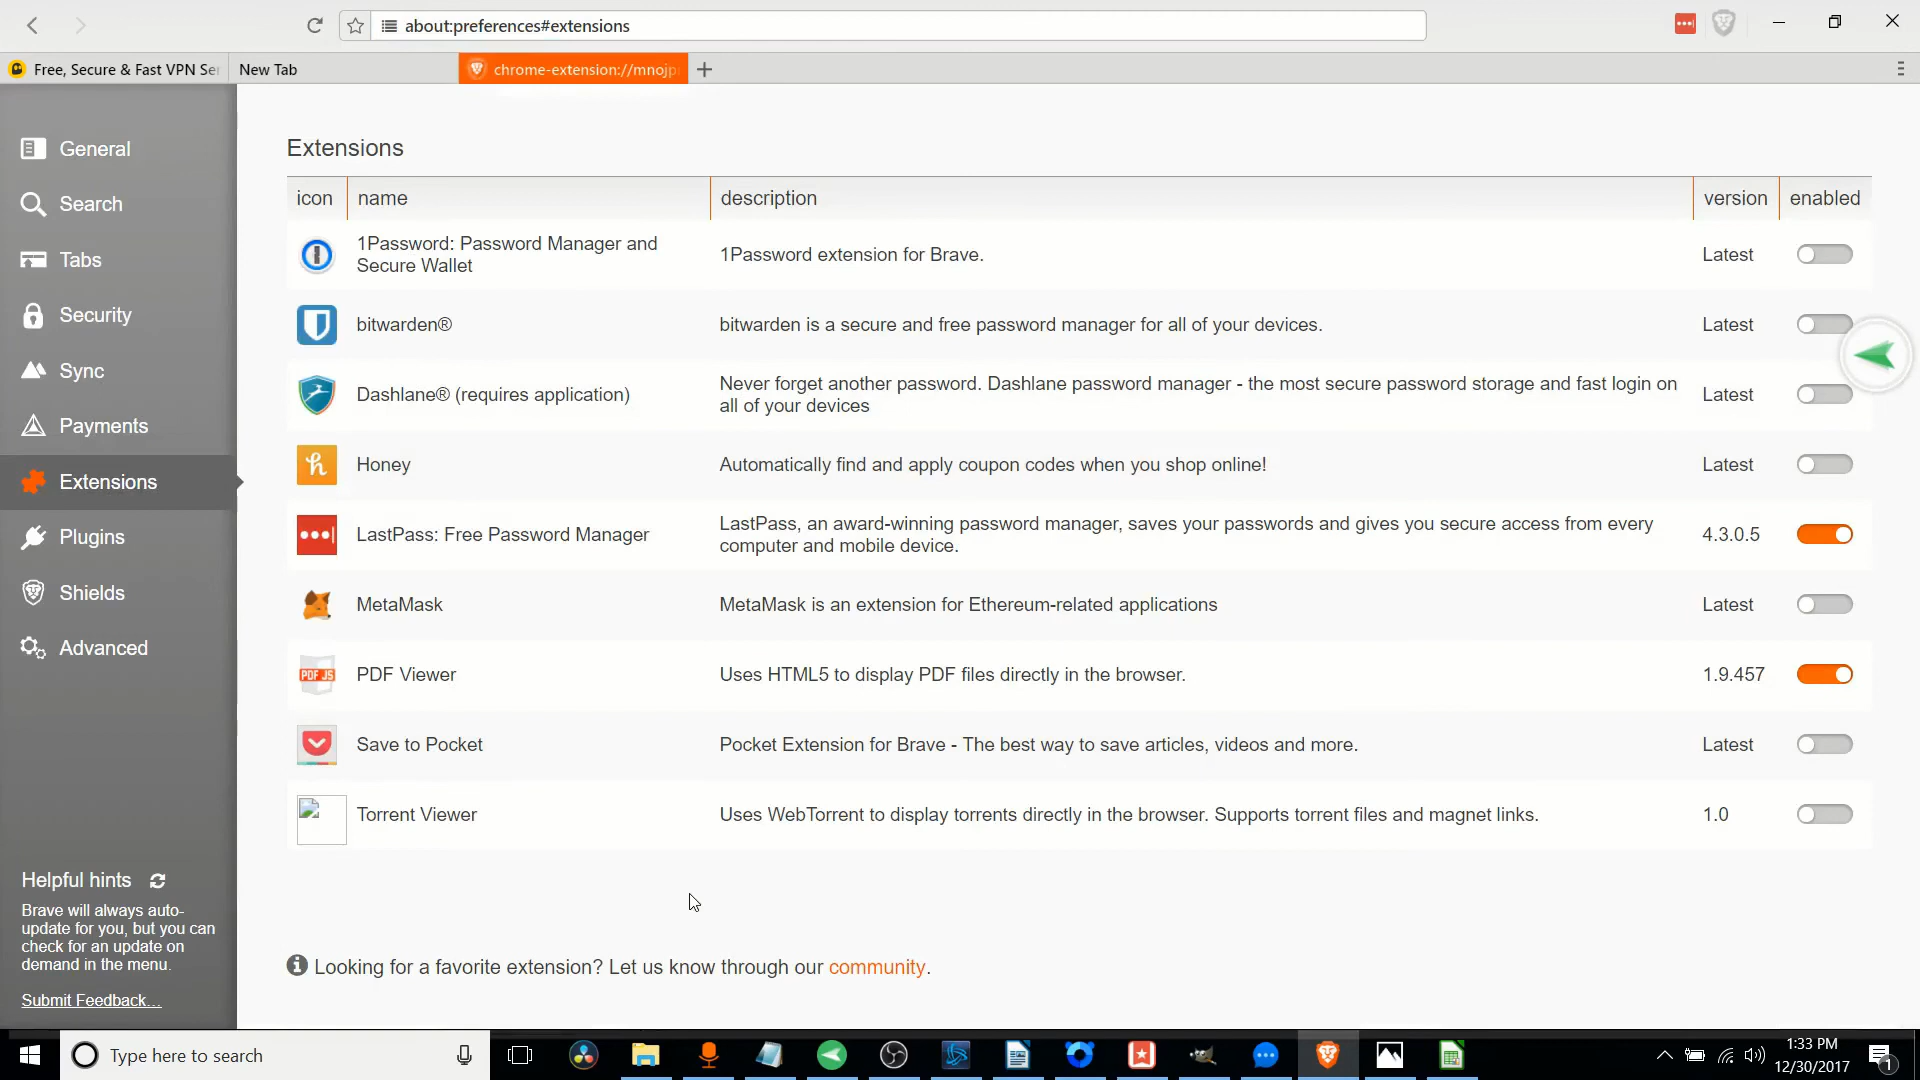 about:preferences#extensions
Free, Secure & Fast VPN Ser
New Tab
chrome-extension://mnojp
General
Search
Tabs
Security
Sync
Payments
Extensions
Plugins
Shields
Advanced
Helpful hints
Brave will always auto-
update for you, but you can
check for an update on
demand in the menu.
Submit Feedback...
Extensions
icon name description version enabled
1Password: Password Manager and
Secure Wallet
1Password extension for Brave.
Latest
bitwarden®
bitwarden is a secure and free password manager for all of your devices.
Latest
Dashlane® (requires application)
Never forget another password. Dashlane password manager - the most secure password storage and fast login on
all of your devices
Latest
h
Honey
Automatically find and apply coupon codes when you shop online!
Latest
LastPass: Free Password Manager
LastPass, an award-winning password manager, saves your passwords and gives you secure access from every
computer and mobile device.
4.3.0.5
MetaMask
MetaMask is an extension for Ethereum-related applications
Latest
PDF JS
PDF Viewer
Uses HTML5 to display PDF files directly in the browser.
1.9.457
Save to Pocket
Pocket Extension for Brave - The best way to save articles, videos and more.
Latest
Torrent Viewer
Uses WebTorrent to display torrents directly in the browser. Supports torrent files and magnet links.
1.0
Looking for a favorite extension? Let us know through our community.
Type here to search
1:33 PM
12/30/2017
1